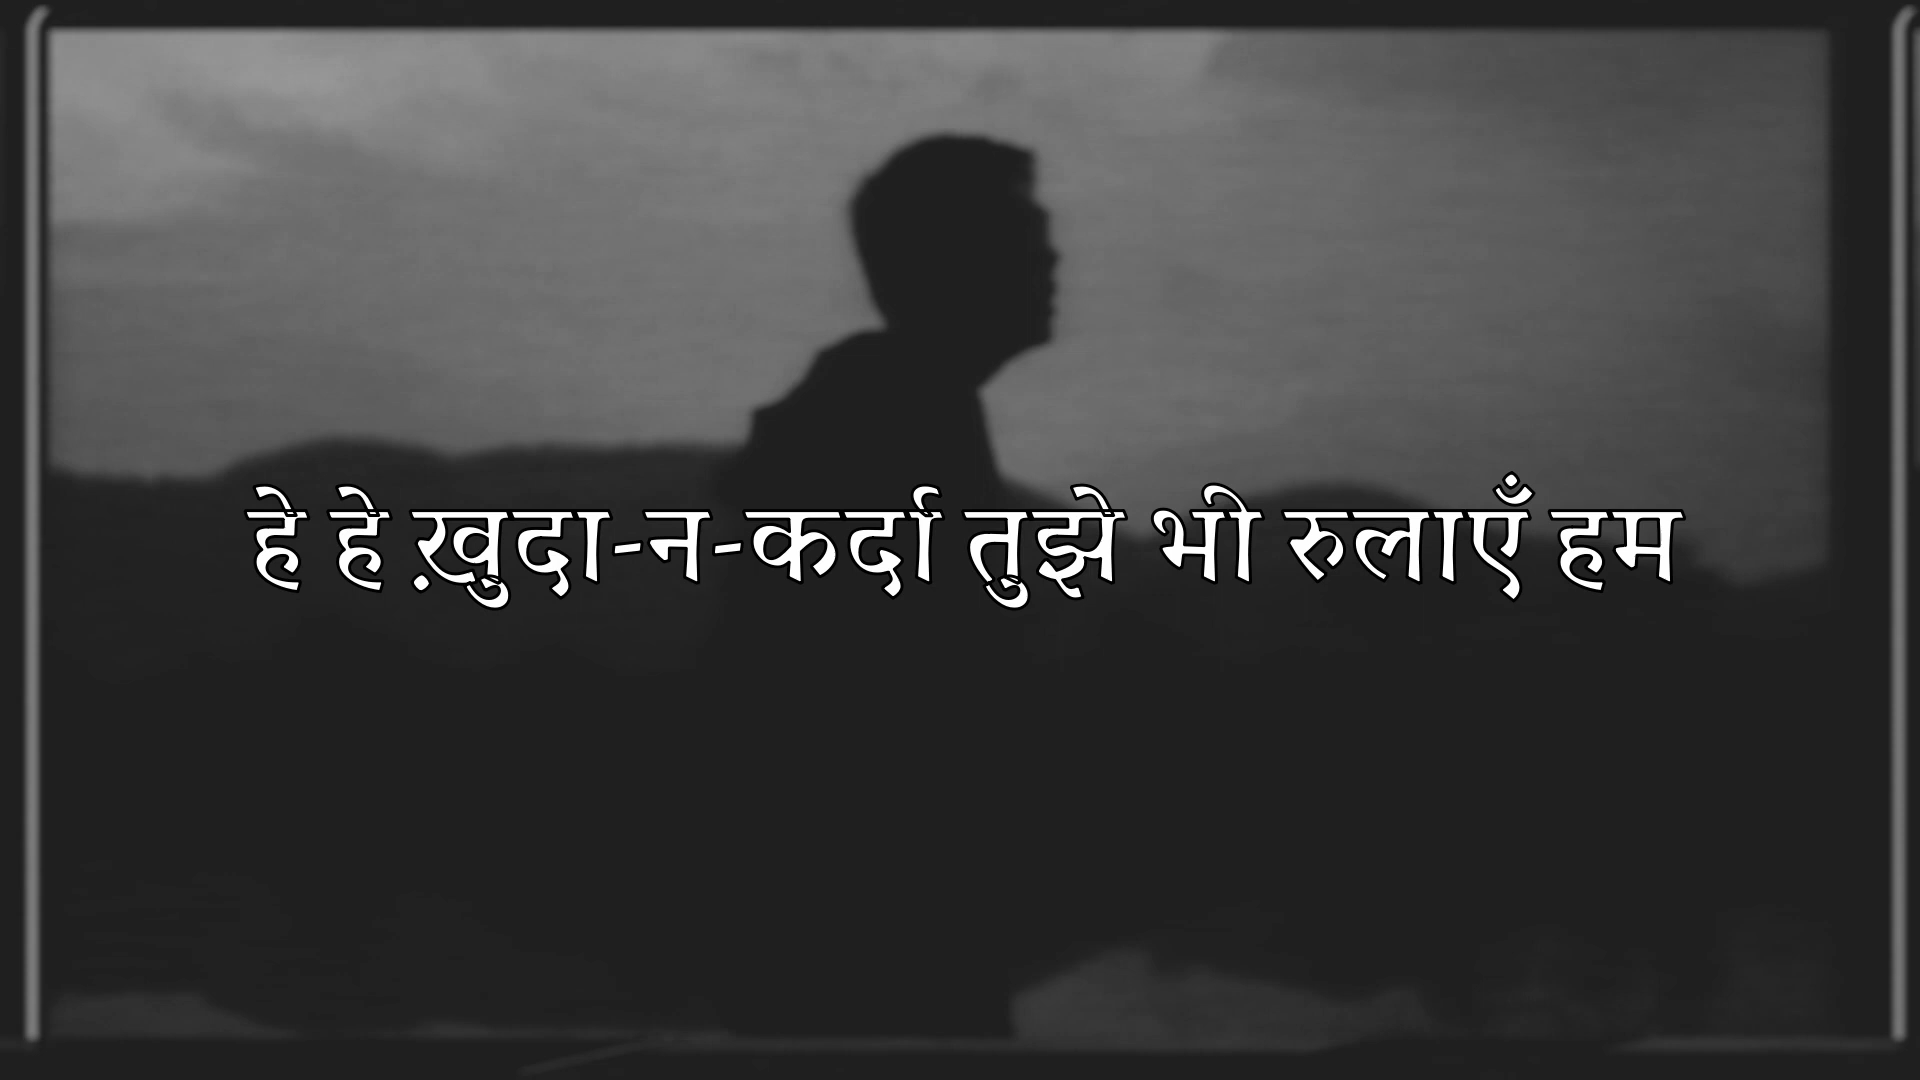 हे हे ख़ुदा-न-कर्दा तुझे भी रुलाएँ हम